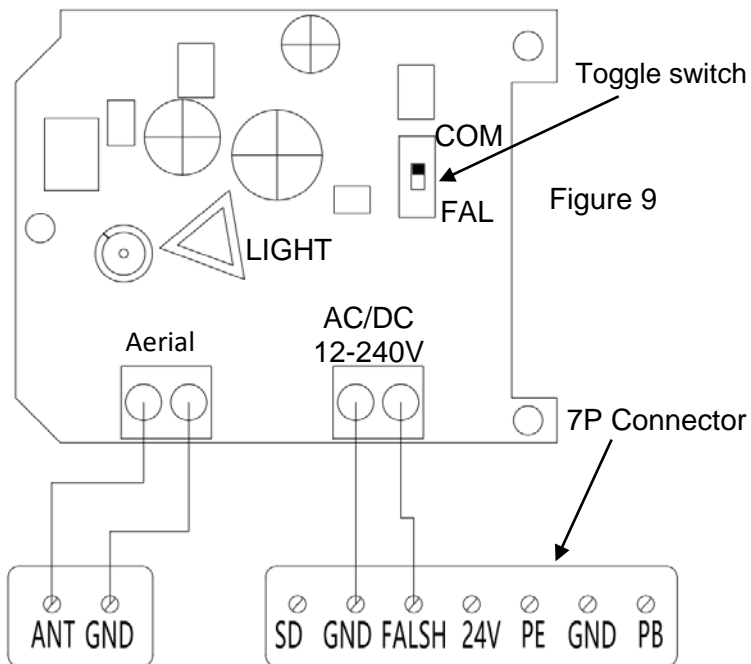 Toggle switch
COM
FAL
Figure 9
LIGHT
Aerial
AC/DC
12-240V
7P Connector
ANT GND
SD GND FALSH 24V PE GND PB